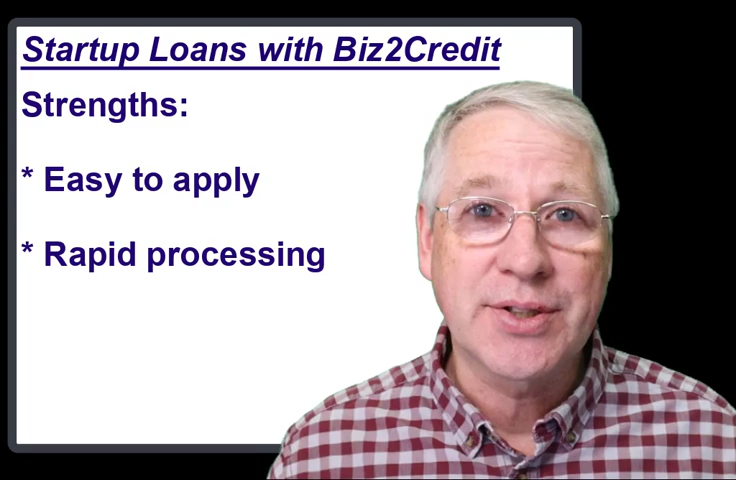 Startup Loans with Biz2Credit
Strengths:
* Easy to apply
* Rapid processing